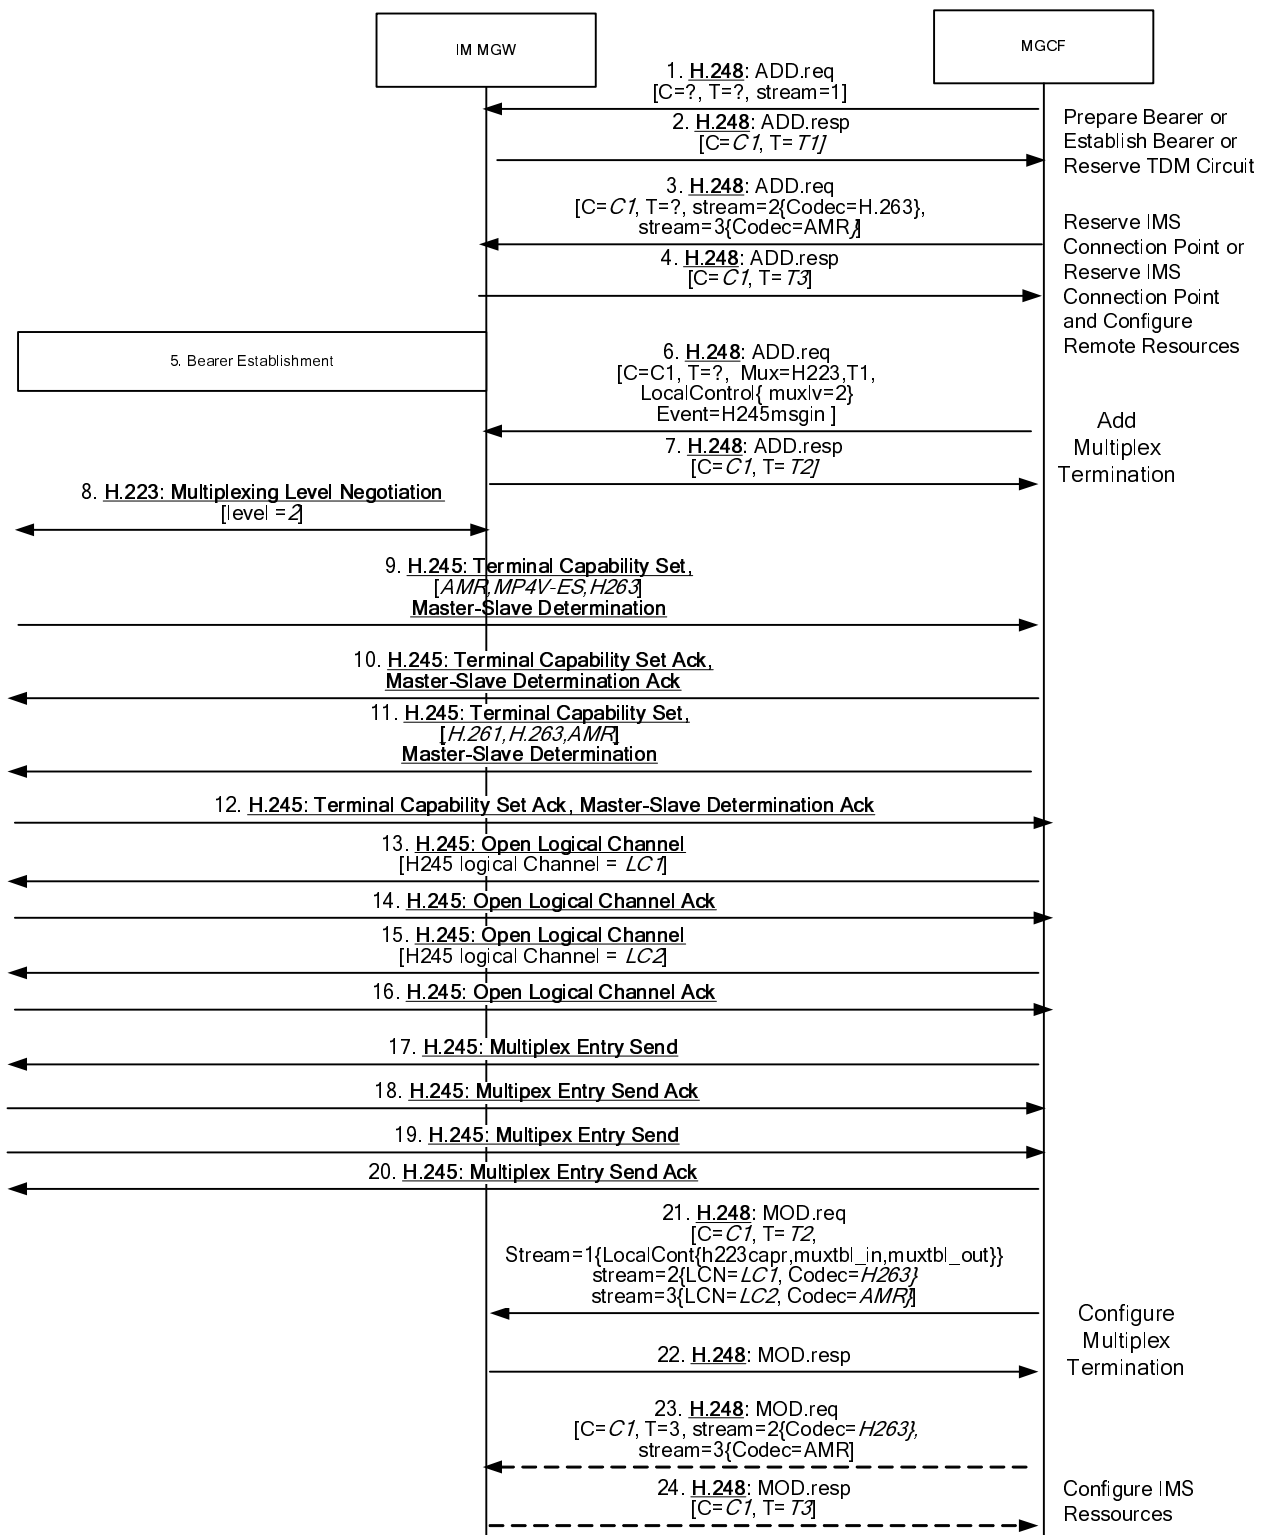 IM MGW
MGCF
1. H.248: ADD.req
[C=?, T=?, stream=1]
2. H.248: ADD.resp
[C=C1, T=T1]
Prepare Bearer or
Establish Bearer or
Reserve TDM Circuit
3. H.248: ADD.req
[C=C1, T=?, stream=2{Codec=H.263},
stream=3{Codec=AMR}]
4. H.248: ADD.resp
[C=C1, T=T3]
Reserve IMS
Connection Point or
Reserve IMS
Connection Point
and Configure
Remote Resources
5. Bearer Establishment
6. H.248: ADD.req
[C=C1, T=?, Mux=H223,T1,
LocalControl{ muxlv=2}
Event=H245msgin ]
7. H.248: ADD.resp
[C=C1, T=T2]
Add
Multiplex
Termination
8. H.223: Multiplexing Level Negotiation
[level =2]
9. H.245: Terminal Capability Set,
[AMR,MP4V-ES,H263]
Master-Slave Determination
10. H.245: Terminal Capability Set Ack,
Master-Slave Determination Ack
11. H.245: Terminal Capability Set,
[H.261,H.263,AMR]
Master-Slave Determination
12. H.245: Terminal Capability Set Ack, Master-Slave Determination Ack
13. H.245: Open Logical Channel
[H245 logical Channel = LC1]
14. H.245: Open Logical Channel Ack
15. H.245: Open Logical Channel
[H245 logical Channel = LC2]
16. H.245: Open Logical Channel Ack
17. H.245: Multiplex Entry Send
18. H.245: Multipex Entry Send Ack
19. H.245: Multipex Entry Send
20. H.245: Multiplex Entry Send Ack
21. H.248: MOD.req
[C=C1, T=T2,
Stream=1{LocalCont{h223capr,muxtbl_in,muxtbl_out}}
stream=2{LCN=LC1, Codec=H263}
stream=3{LCN=LC2, Codec=AMR}]
22. H.248: MOD.resp
Configure
Multiplex
Termination
23. H.248: MOD.req
[C=C1, T=3, stream=2{Codec=H263},
stream=3{Codec=AMR]
24. H.248: MOD.resp
[C=C1, T=T3]
Configure IMS
Ressources